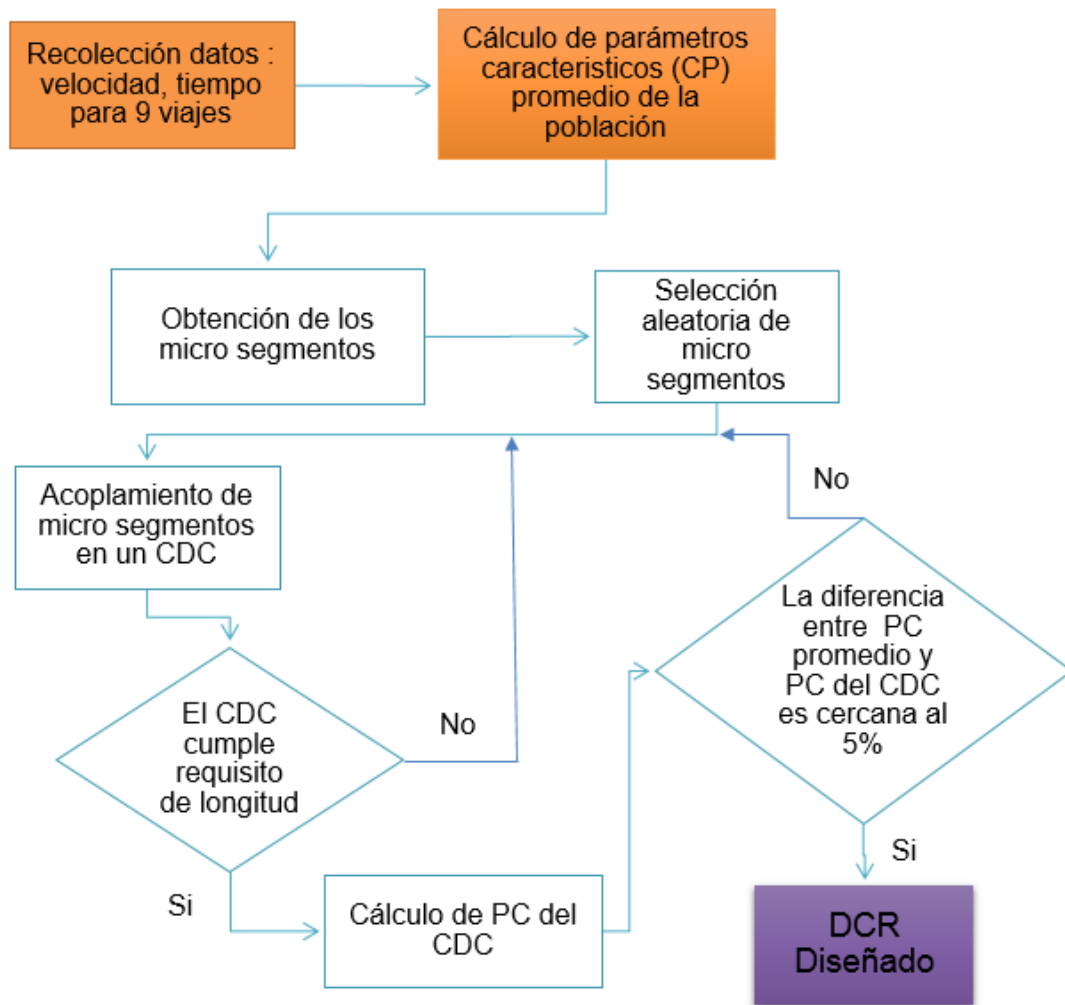 Recolección datos :
velocidad, tiempo
para 9 viajes
Cálculo de parámetros
caracteristicos (CP)
promedio de la
población
Obtención de los
micro segmentos
Selección
aleatoria de
micro
segmentos
Acoplamiento de
micro segmentos
en un CDC
No
La diferencia
entre PC
promedio y
PC del CDC
es cercana al
5%
El CDC
cumple
requisito
de longitud
No
Si
Cálculo de PC del
CDC
Si
DCR
Diseñado